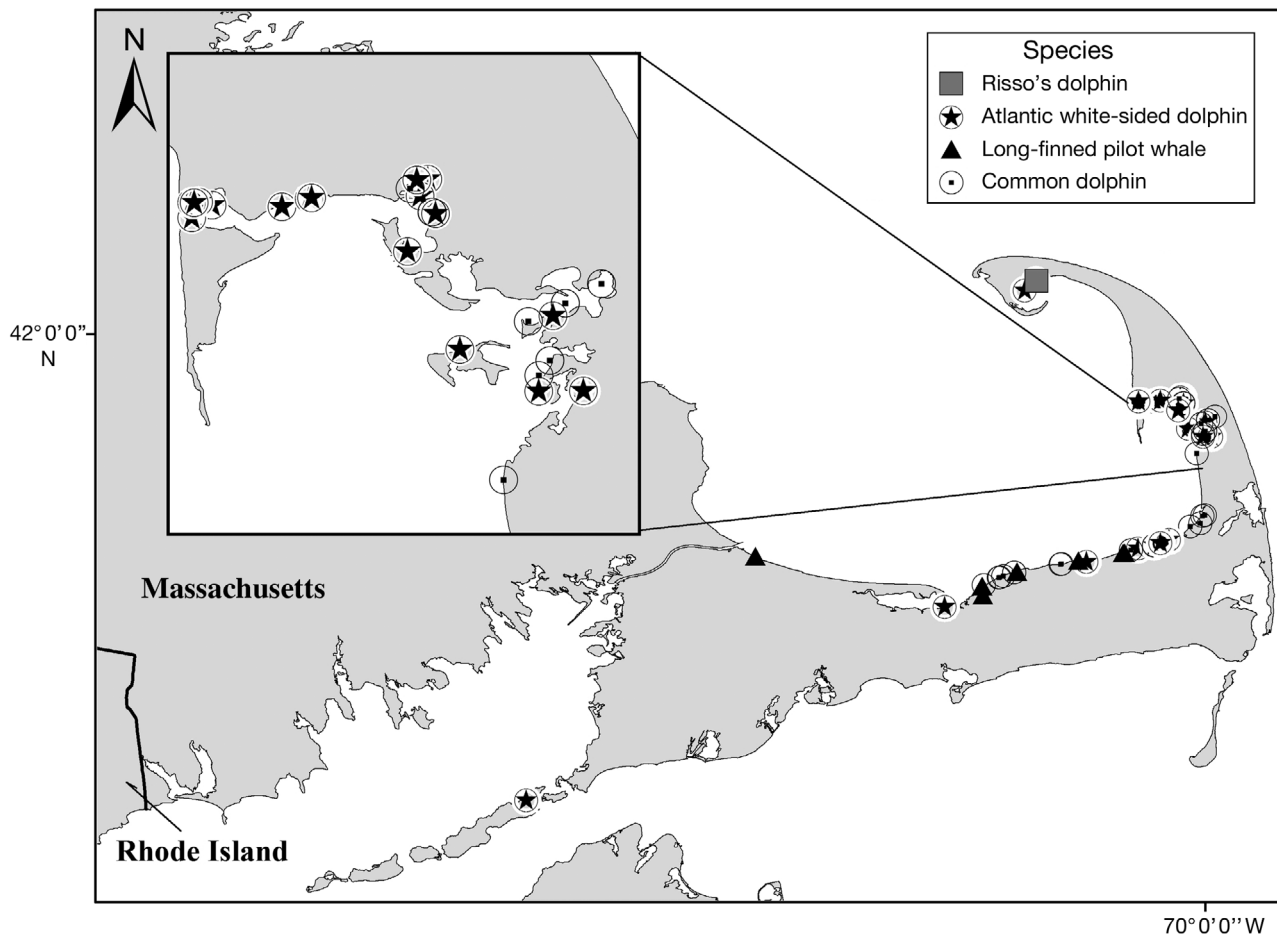 N
Species
Risso's dolphin
Atlantic white-sided dolphin
Long-finned pilot whale
Common dolphin
42°0'0"
N
Massachusetts
Rhode Island
70°0'0''W